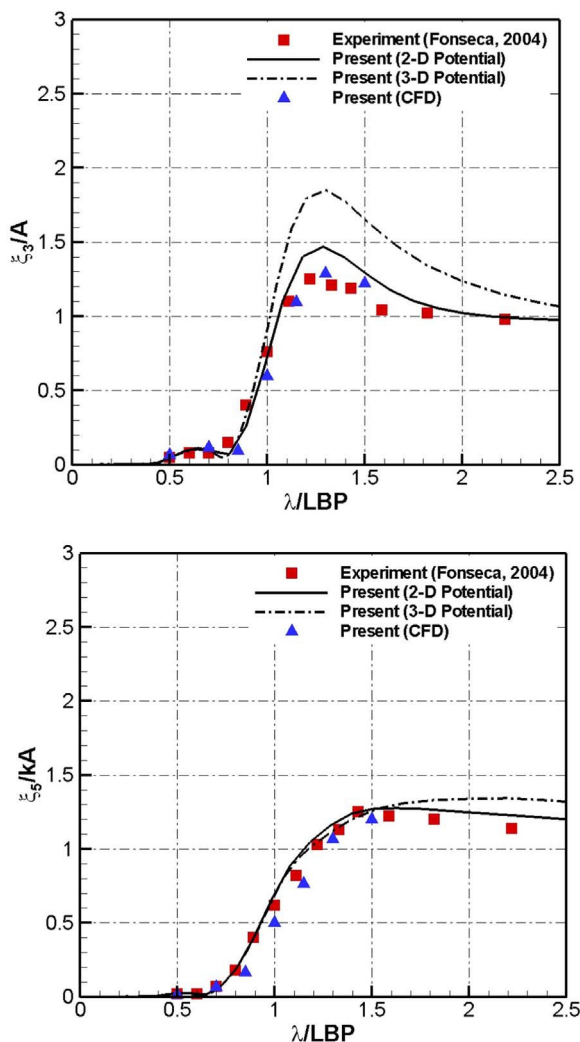 3
2.5
2
1.5
1
0.5
0
ξ3/A
Experiment (Fonseca, 2004)
Present (2-D Potential)
Present (3-D Potential)
Present (CFD)
0 0.5 1 1.5 2 2.5
λ/LBP
3
2.5
2
1.5
1
0.5
0
ξ5/kA
Experiment (Fonseca, 2004)
Present (2-D Potential)
Present (3-D Potential)
Present (CFD)
0 0.5 1 1.5 2 2.5
λ/LBP